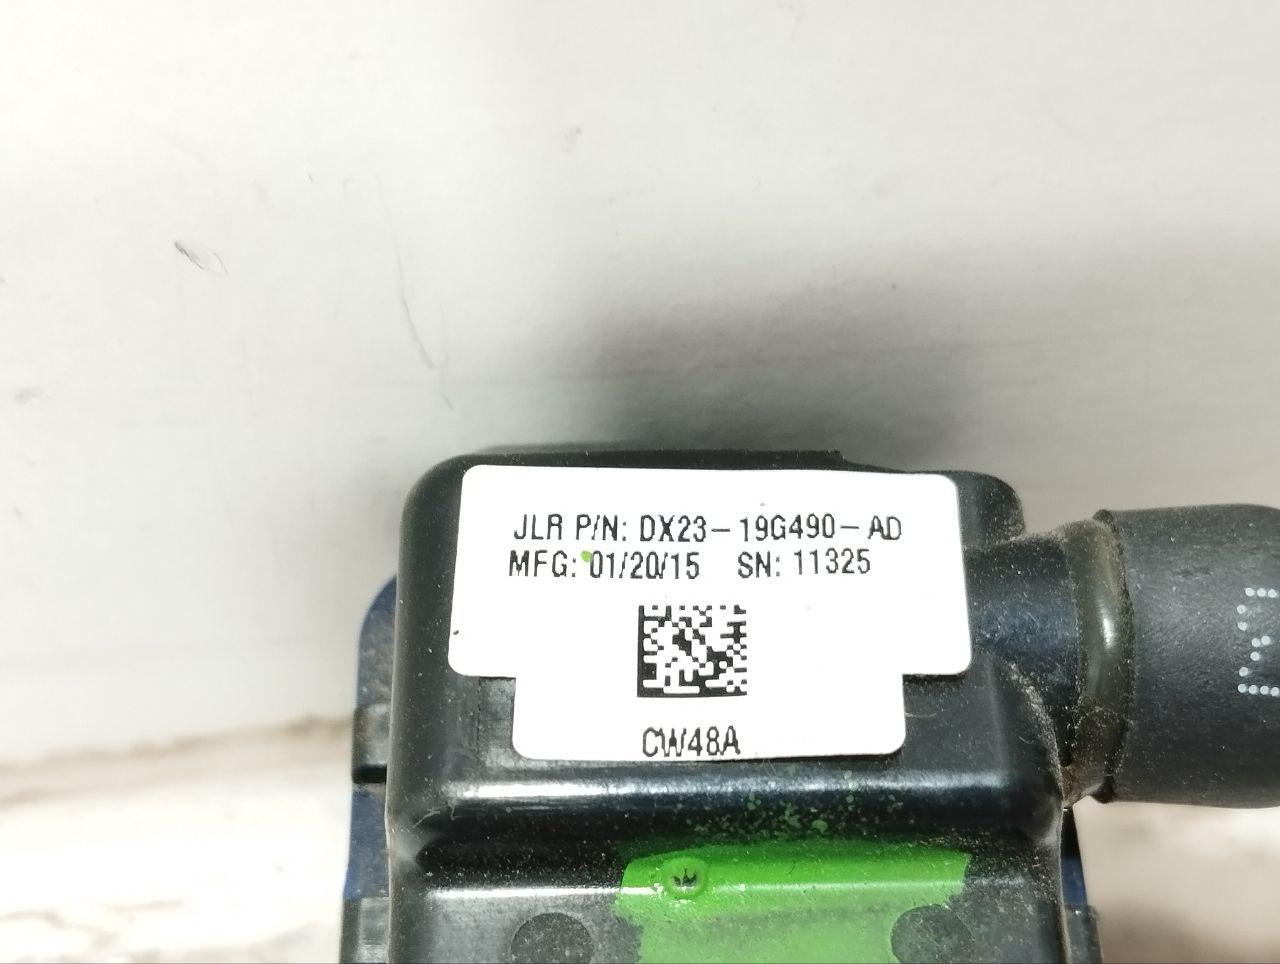 JLR P/N: DX23-19G490-AD
MFG: 01/20/15 SN: 11325
CW48A